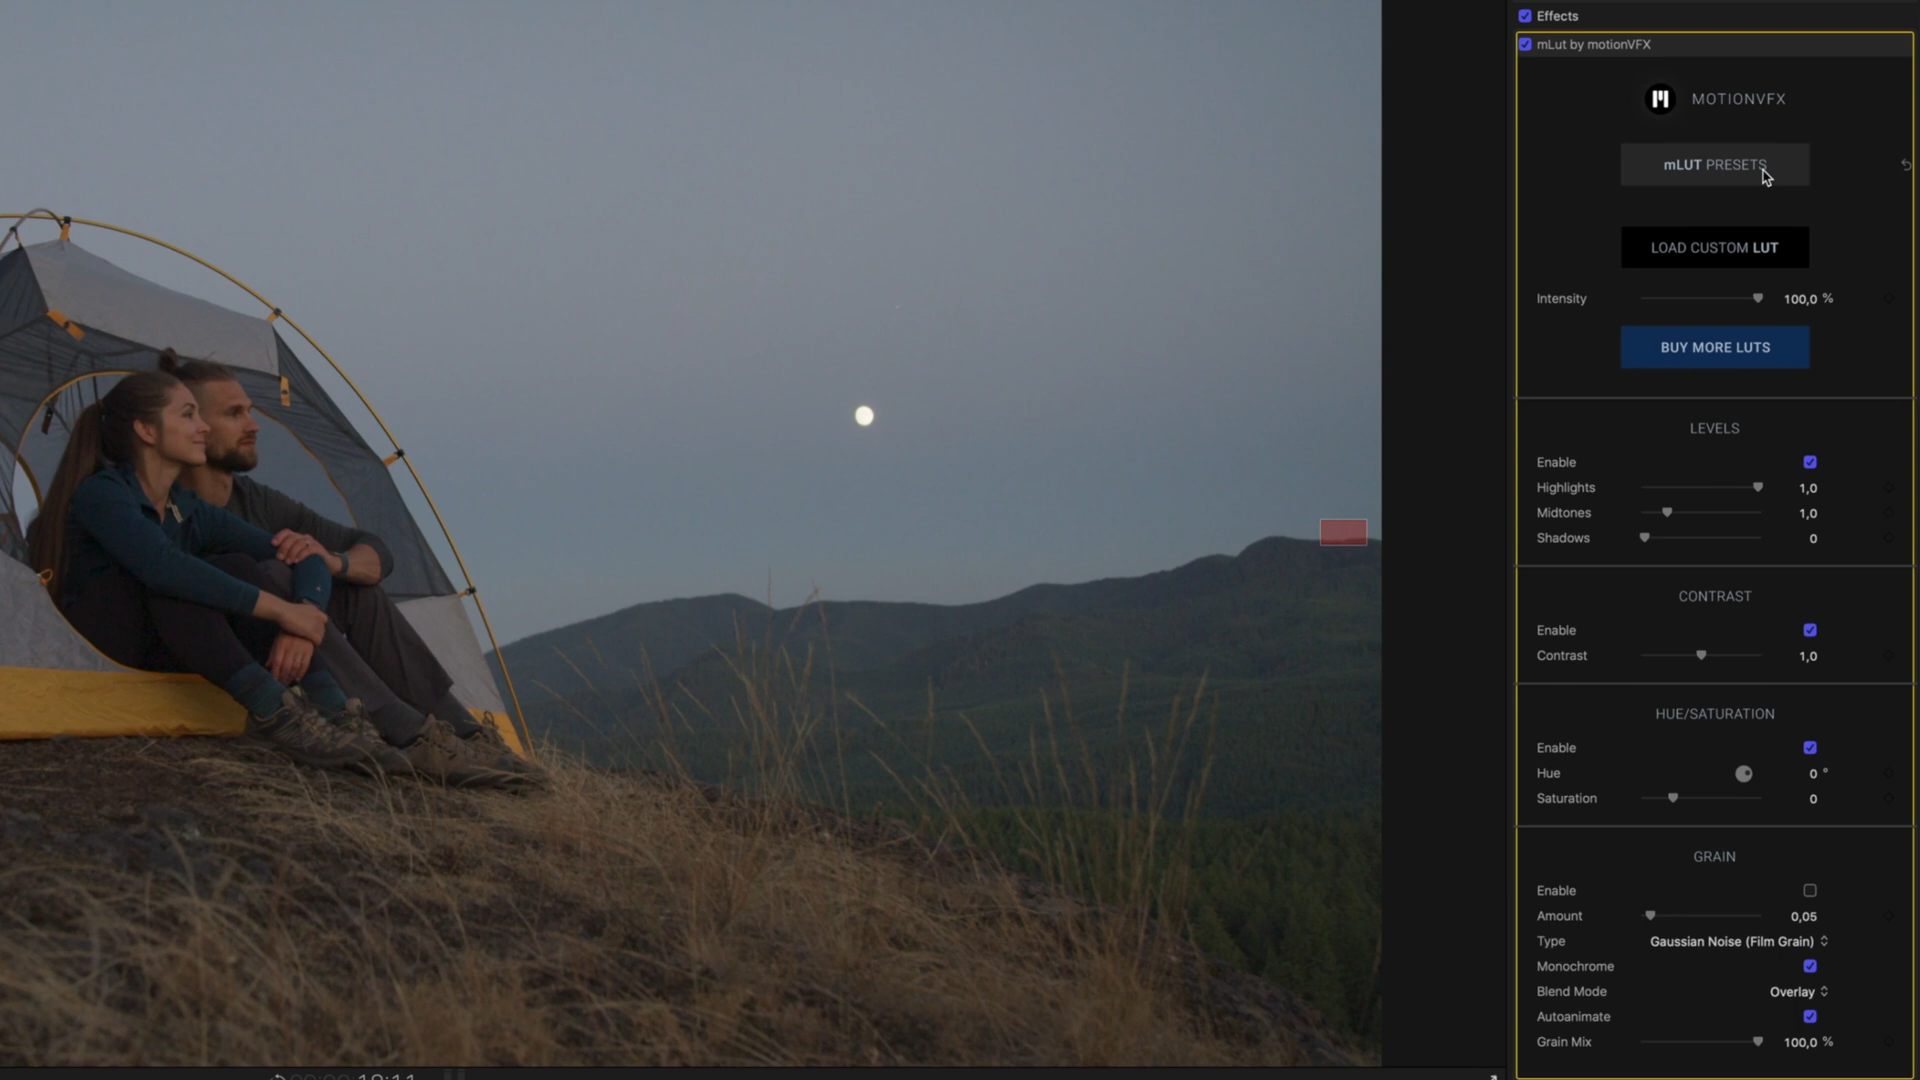 Effects
mLut by motionVFX
MOTIONVFX
mLUT PRESETS
LOAD CUSTOM LUT
Intensity 100,0 %
BUY MORE LUTS
LEVELS
Enable
Highlights 1,0
Midtones 1,0
Shadows 0
CONTRAST
Enable
Contrast 1,0
HUE/SATURATION
Enable
Hue 0 °
Saturation 0
GRAIN
Enable
Amount 0,05
Type Gaussian Noise (Film Grain)
Monochrome
Blend Mode Overlay
Autoanimate
Grain Mix 100,0 %